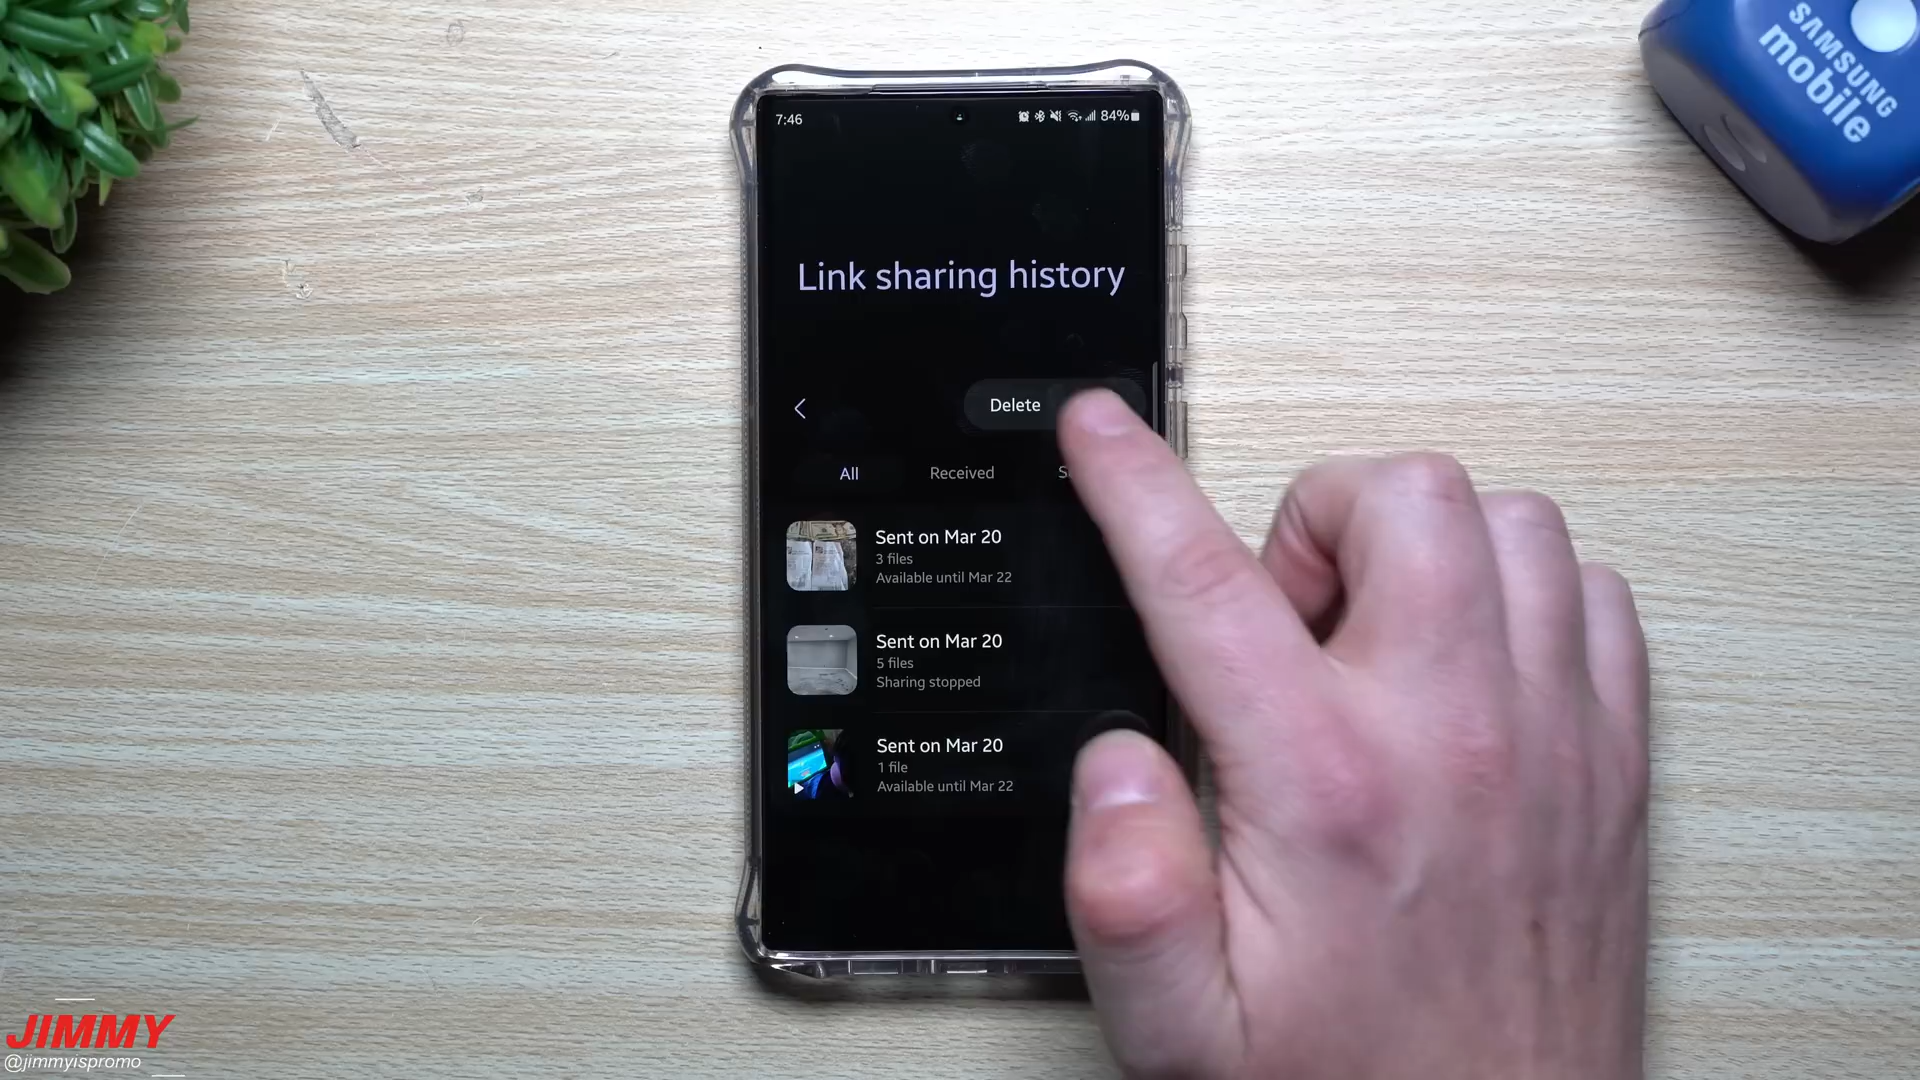 SAMSUNG
mobile
7:46
84%
Link sharing history
Delete
All
Received
Sent on Mar 20
3 files
Available until Mar 22
Sent on Mar 20
5 files
Sharing stopped
Sent on Mar 20
1 file
Available until Mar 22
JIMMY
@jimmyispromo